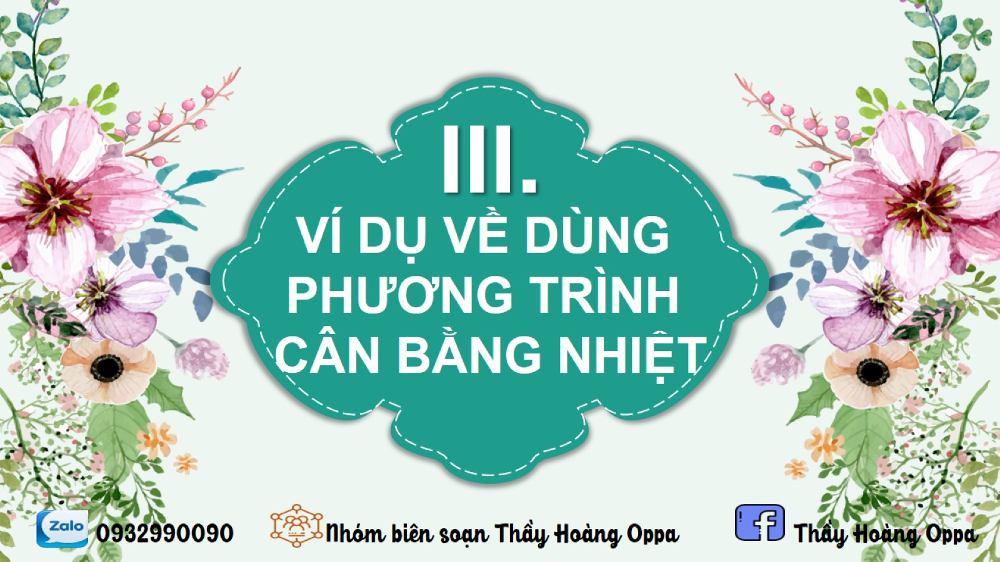 III.
VÍ DỤ VỀ DÙNG
PHƯƠNG TRÌNH
CÂN BẰNG NHIỆT
Zalo 0932990090
Nhóm biên soạn Thầy Hoàng Oppa
f Thầy Hoàng Oppa